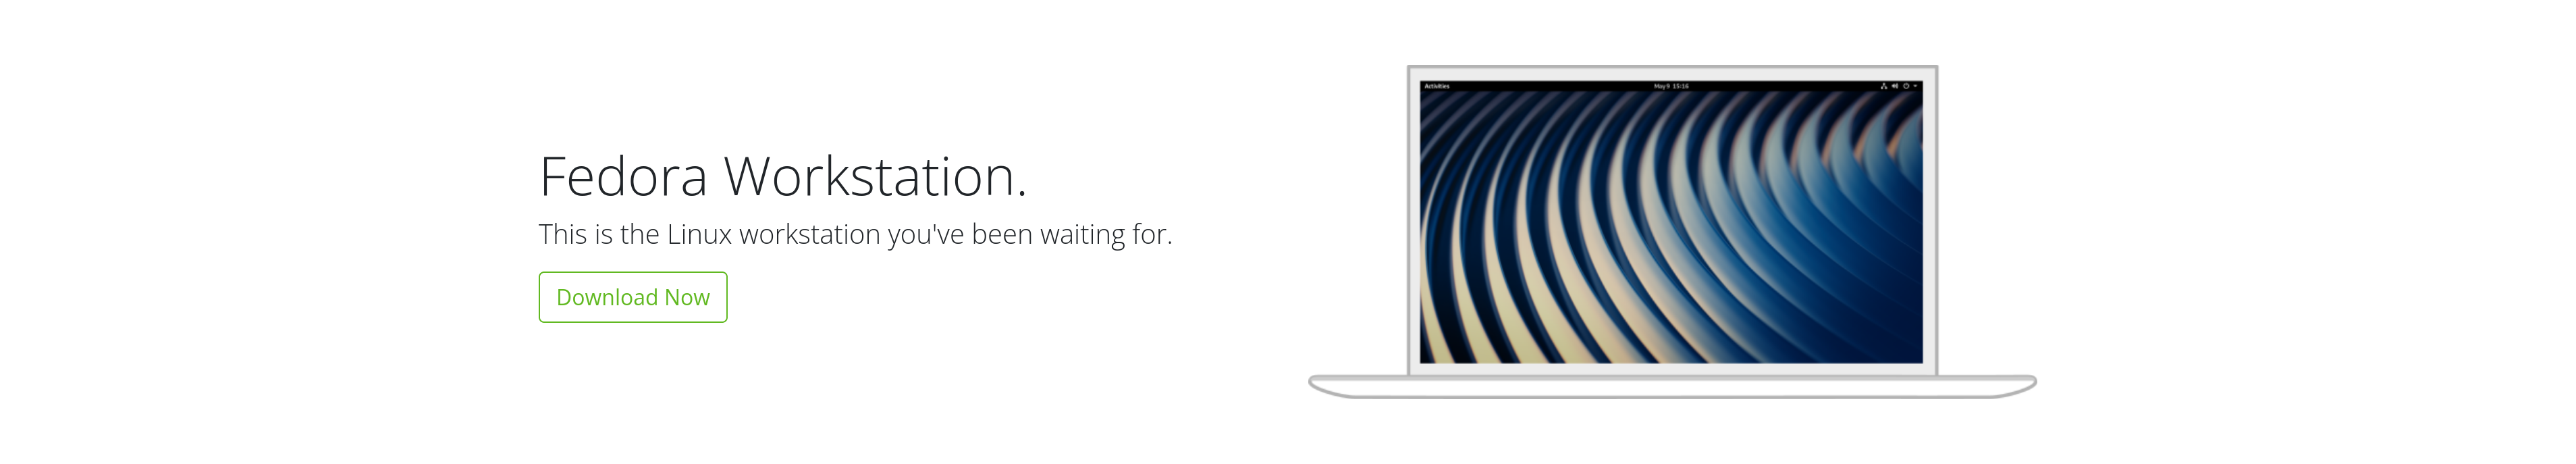 Fedora Workstation.
This is the Linux workstation you've been waiting for.
Download Now
Activities
May 9 15:16